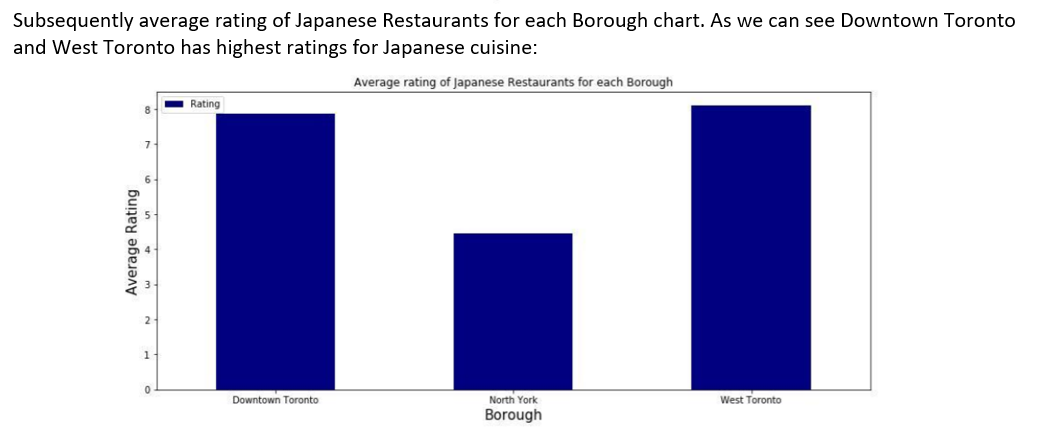 Subsequently average rating of Japanese Restaurants for each Borough chart. As we can see Downtown Toronto
and West Toronto has highest ratings for Japanese cuisine:
Average rating of Japanese Restaurants for each Borough
Rating
8
7
6
5
4
3
2
1
0
Average Rating
Downtown Toronto
North York
West Toronto
Borough